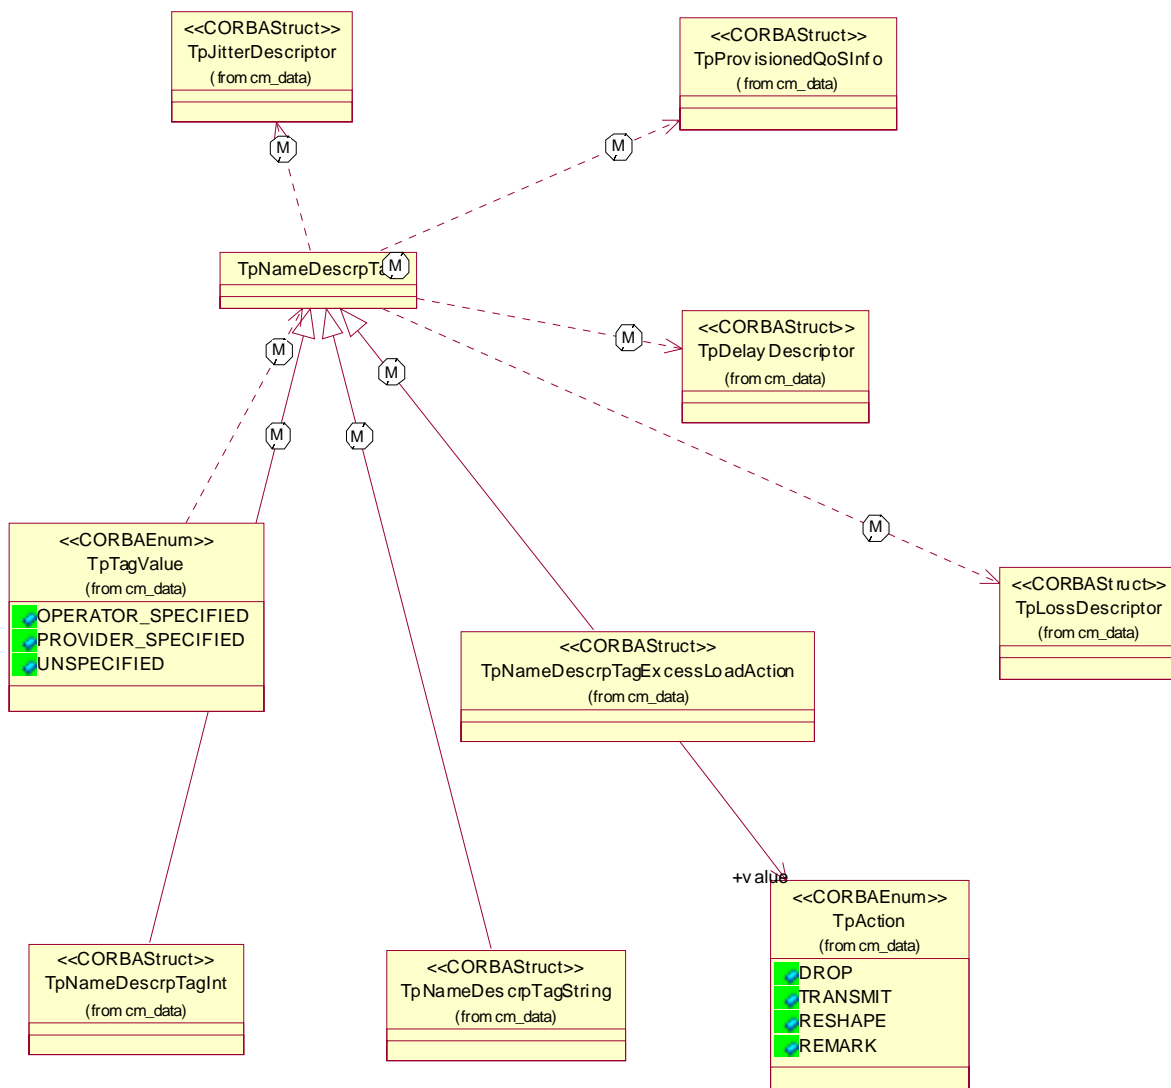 <<CORBAStruct>>
TpJitterDescriptor
(from cm_data)
<<CORBAStruct>>
TpProvisionedQoSInfo
(from cm_data)
M
M
TpNameDescrpTa
M
<<CORBAStruct>>
TpDelayDescriptor
(from cm_data)
M
M
M
M
M
M
<<CORBAEnum>>
TpTagValue
(from cm_data)
OPERATOR_SPECIFIED
PROVIDER_SPECIFIED
UNSPECIFIED
<<CORBAStruct>>
TpLossDescriptor
(from cm_data)
<<CORBAStruct>>
TpNameDescrpTagExcessLoadAction
(from cm_data)
+value
<<CORBAEnum>>
TpAction
(from cm_data)
DROP
TRANSMIT
RESHAPE
REMARK
<<CORBAStruct>>
TpNameDescrpTagInt
(from cm_data)
<<CORBAStruct>>
TpNameDescrpTagString
(from cm_data)